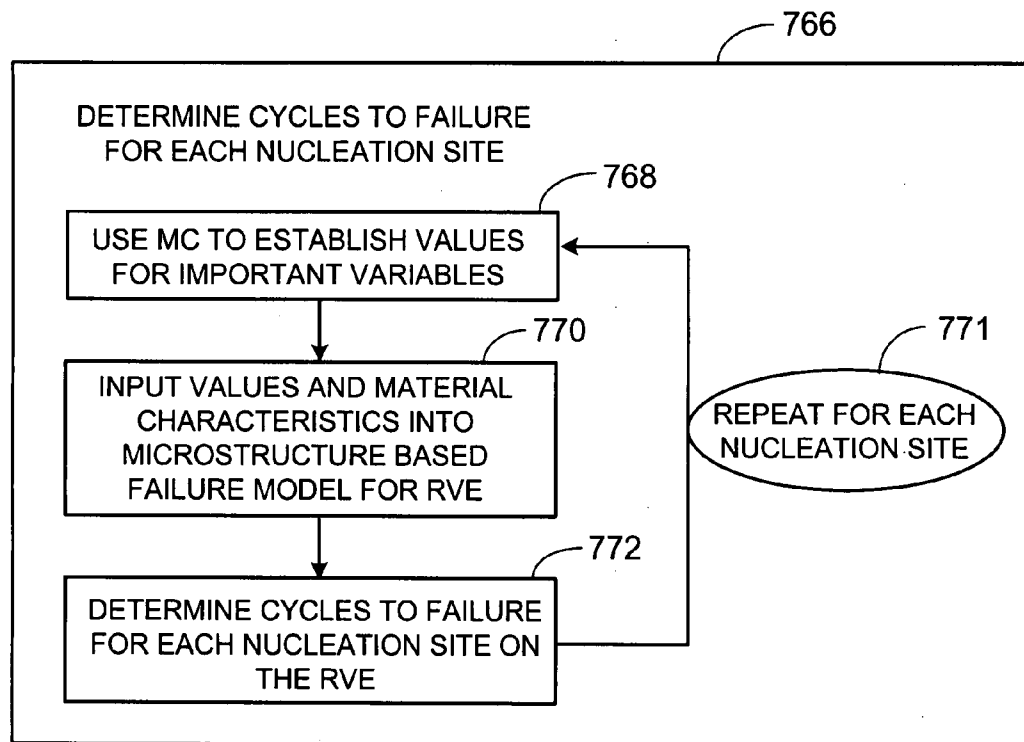 766
DETERMINE CYCLES TO FAILURE
FOR EACH NUCLEATION SITE
768
USE MC TO ESTABLISH VALUES
FOR IMPORTANT VARIABLES
770
INPUT VALUES AND MATERIAL
CHARACTERISTICS INTO
MICROSTRUCTURE BASED
FAILURE MODEL FOR RVE
771
REPEAT FOR EACH
NUCLEATION SITE
772
DETERMINE CYCLES TO FAILURE
FOR EACH NUCLEATION SITE ON
THE RVE